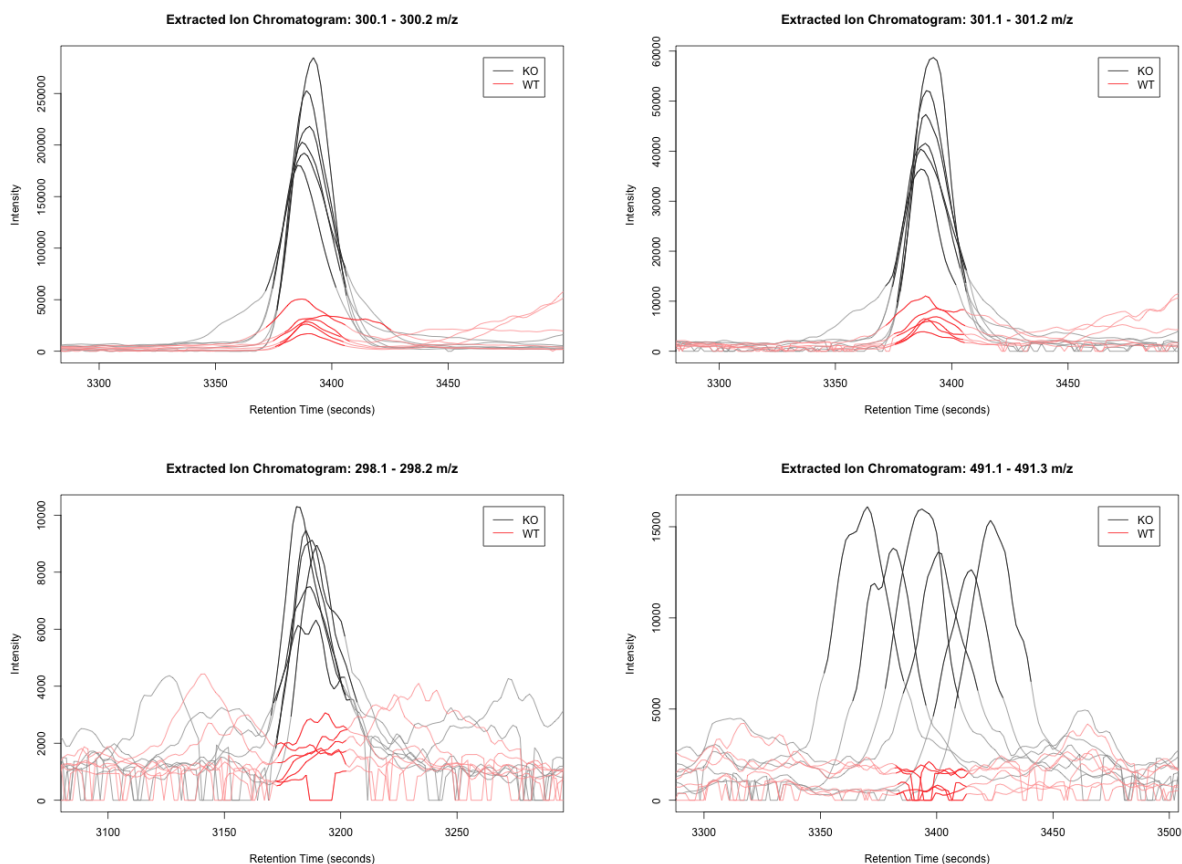 Extracted Ion Chromatogram: 300.1 - 300.2 m/z
Intensity
250000
200000
150000
100000
50000
0
KO
WT
3300
3350
3400
3450
Retention Time (seconds)
Extracted Ion Chromatogram: 301.1 - 301.2 m/z
Intensity
60000
50000
40000
30000
20000
10000
0
KO
WT
3300
3350
3400
3450
Retention Time (seconds)
Extracted Ion Chromatogram: 298.1 - 298.2 m/z
Intensity
10000
8000
6000
4000
2000
0
KO
WT
3100
3150
3200
3250
Retention Time (seconds)
Extracted Ion Chromatogram: 491.1 - 491.3 m/z
Intensity
15000
10000
5000
0
KO
WT
3300
3350
3400
3450
3500
Retention Time (seconds)